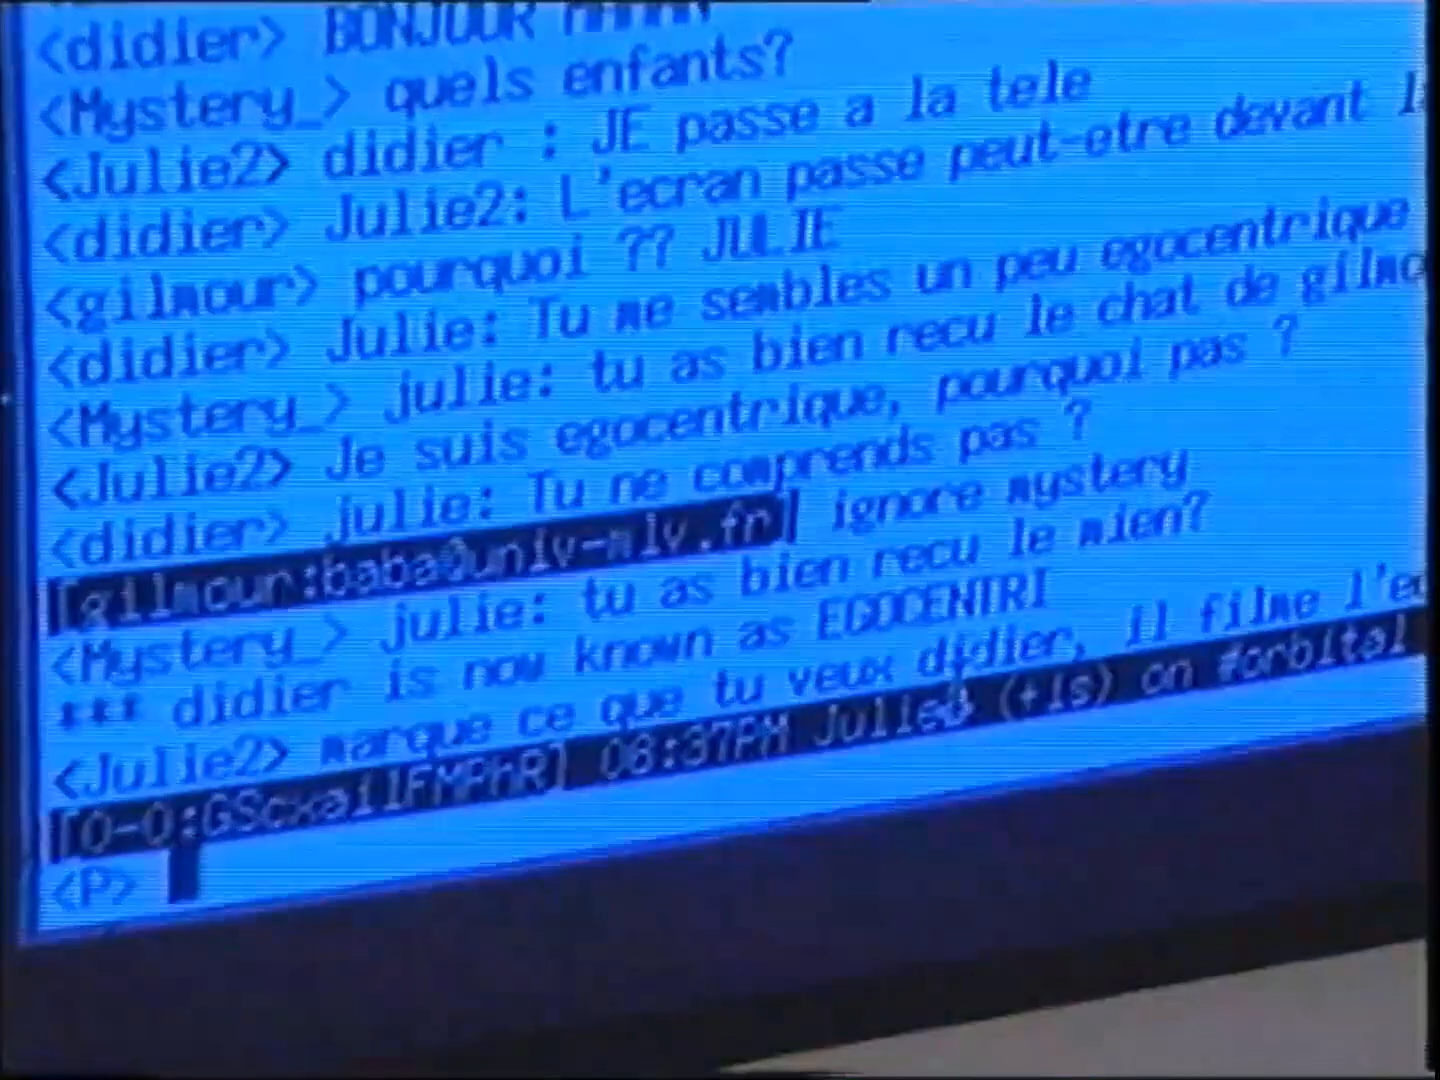 <didier> BONJOUR
<Mystery_> quels enfants?
<Julie2> didier : JE passe a la tele
<didier> Julie2: L'ecran passe peut-etre devant l
<gilmour> pourquoi ?? JULIE
<didier> Julie: Tu me sembles un peu egocentrique
<Mystery_> julie: tu as bien recu le chat de gilmo
<Julie2> Je suis egocentrique, pourquoi pas ?
<didier> julie: Tu ne comprends pas ?
[gilmour:baba@univ-mlv.fr] ignore mystery
<Mystery_> julie: tu as bien recu le mien?
*** didier is now known as EGOCENTRI
<Julie2> marque ce que tu veux didier, il filme l'ec
08:37PM on #orbital
<P>